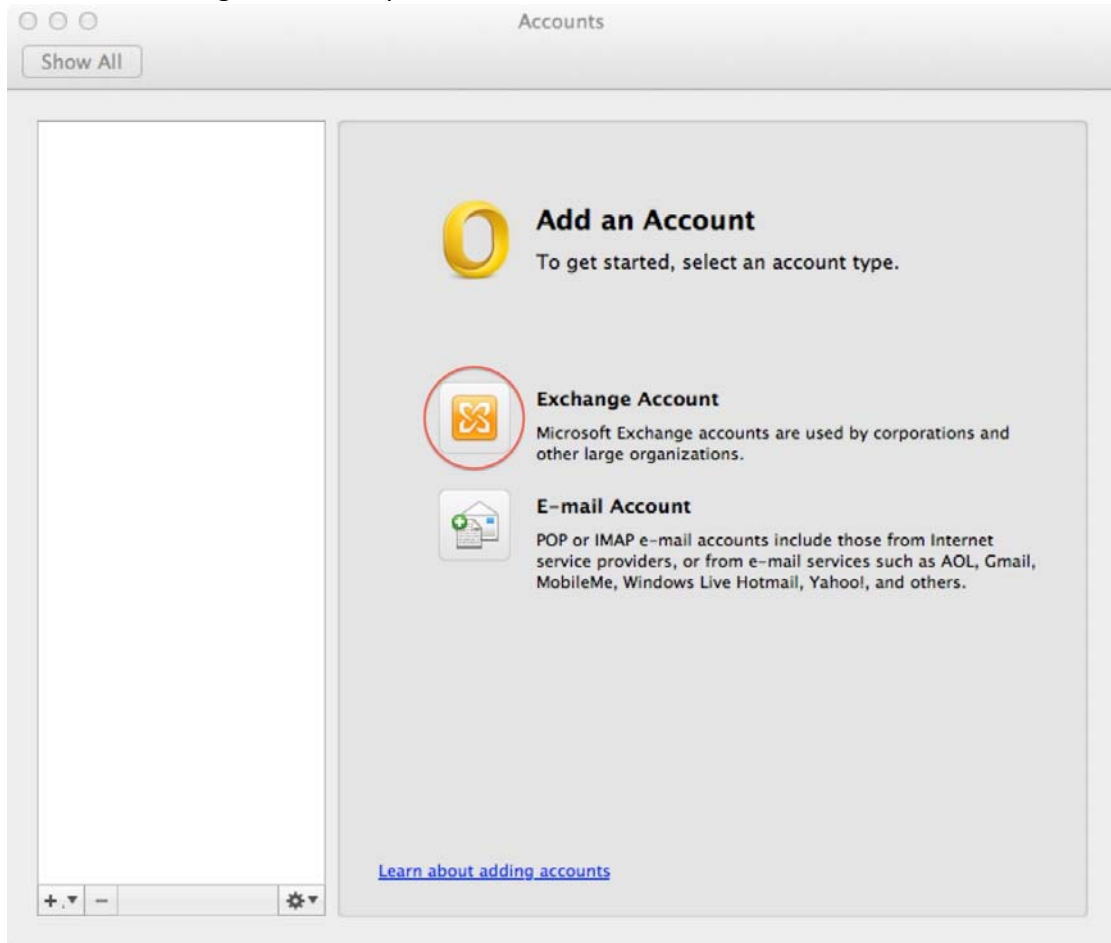 Accounts
Show All
Add an Account
To get started, select an account type.
Exchange Account
Microsoft Exchange accounts are used by corporations and
other large organizations.
E-mail Account
POP or IMAP e-mail accounts include those from Internet
service providers, or from e-mail services such as AOL, Gmail,
MobileMe, Windows Live Hotmail, Yahoo!, and others.
Learn about adding accounts